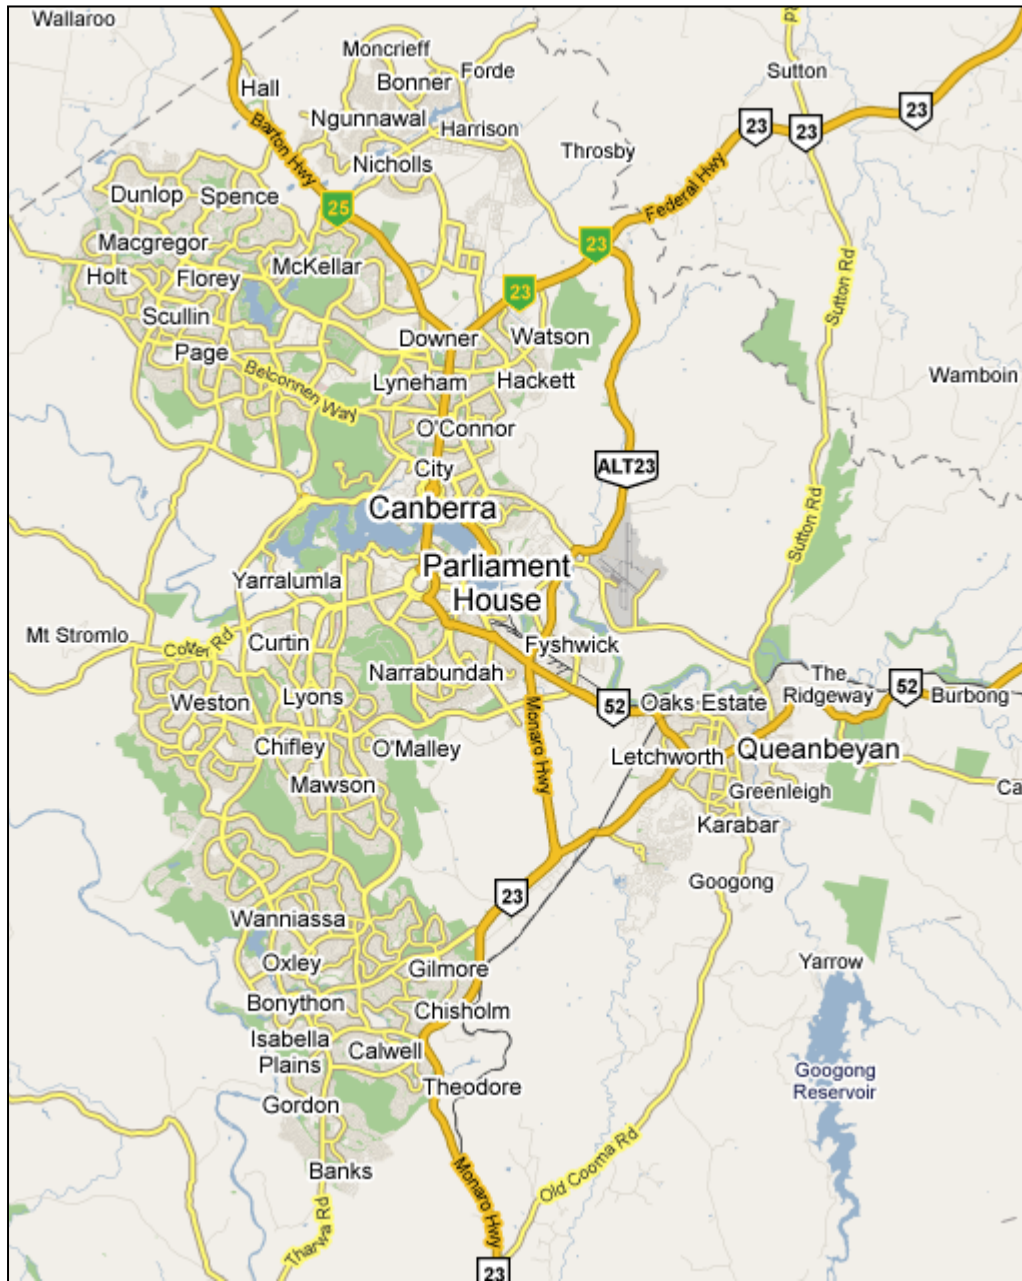 Wallaroo
Moncrieff
Bonner
Forde
Sutton
Rd
Hall
Ngunnawal
Harrison
23
23
23
Barton Hwy
Nicholls
Throsby
Federal Hwy
Dunlop
Spence
25
Macgregor
23
Holt
Florey
McKellar
23
Sutton Rd
Scullin
Downer
Watson
Page
Belconnen Way
Lyneham
Hackett
Wamboin
O'Connor
City
ALT23
Canberra
Sutton Rd
Parliament
House
Yarralumla
Mt Stromlo
Cotter Rd
Curtin
Fyshwick
Narrabundah
The
Ridgeway
52
Burbong
Weston
Lyons
52
Oaks Estate
Monaro Hwy
Chifley
O'Malley
Letchworth
Queanbeyan
Mawson
Greenleigh
Ca
Karabar
Googong
23
Wanniassa
Oxley
Gilmore
Yarrow
Bonython
Chisholm
Isabella
Plains
Calwell
Theodore
Googong
Reservoir
Gordon
Banks
Monaro Hwy
Old Cooma Rd
Tharwa Rd
23